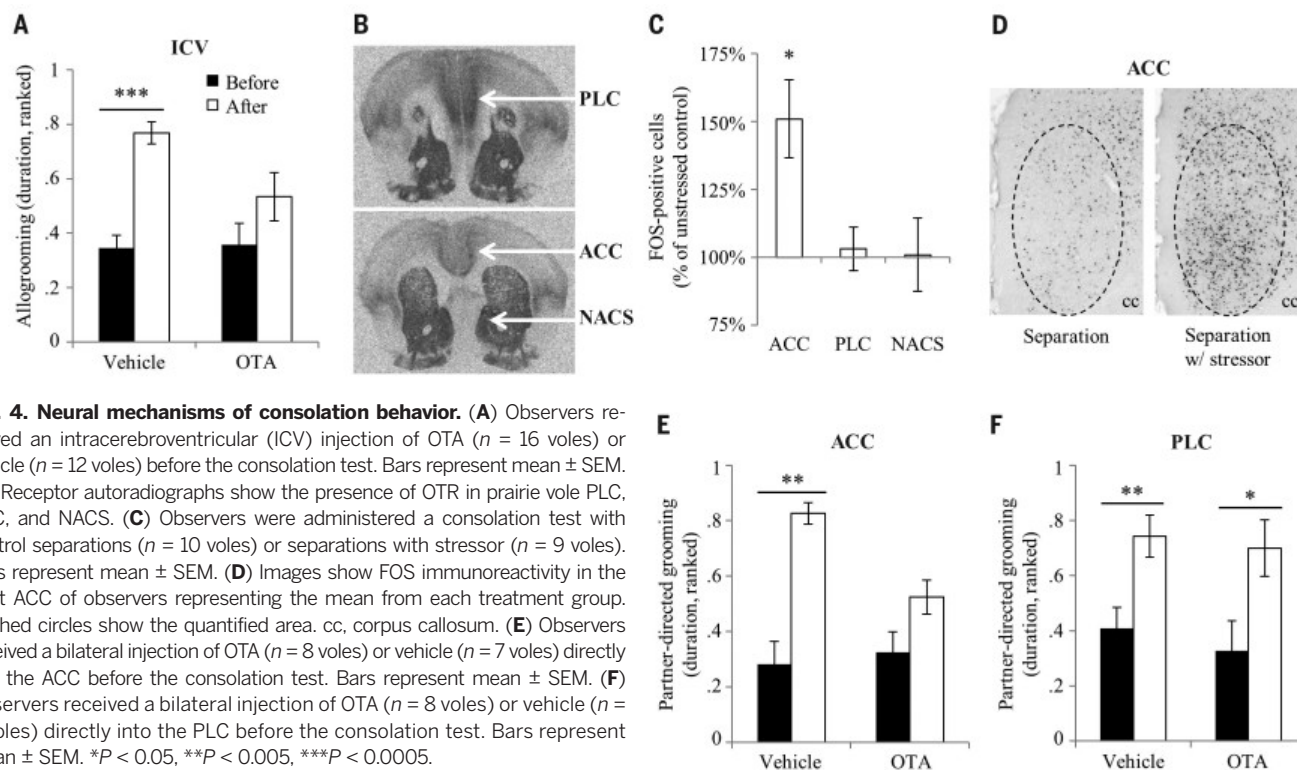 A
ICV
Allogrooming (duration, ranked)
1
.8
.6
.4
.2
0
Before
After
***
Vehicle
OTA
B
PLC
ACC
NACS
C
FOS-positive cells
(% of unstressed control)
175%
150%
125%
100%
75%
*
ACC
PLC
NACS
D
ACC
cc
cc
Separation
Separation
w/ stressor
. 4. Neural mechanisms of consolation behavior. (A) Observers re-
an intracerebroventricular (ICV) injection of OTA (n = 16 voles) or
(n = 12 voles) before the consolation test. Bars represent mean ± SEM.
Receptor autoradiographs show the presence of OTR in prairie vole PLC,
and NACS. (C) Observers were administered a consolation test with
separations (n = 10 voles) or separations with stressor (n = 9 voles).
represent mean ± SEM. (D) Images show FOS immunoreactivity in the
ACC of observers representing the mean from each treatment group.
circles show the quantified area. cc, corpus callosum. (E) Observers
a bilateral injection of OTA (n = 8 voles) or vehicle (n = 7 voles) directly
the ACC before the consolation test. Bars represent mean ± SEM. (F)
received a bilateral injection of OTA (n = 8 voles) or vehicle (n =
directly into the PLC before the consolation test. Bars represent
± SEM. *P < 0.05, **P < 0.005, ***P < 0.0005.
E
ACC
Partner-directed grooming
(duration, ranked)
1
.8
.6
.4
.2
0
**
Vehicle
OTA
F
PLC
Partner-directed grooming
(duration, ranked)
1
.8
.6
.4
.2
0
**
*
Vehicle
OTA